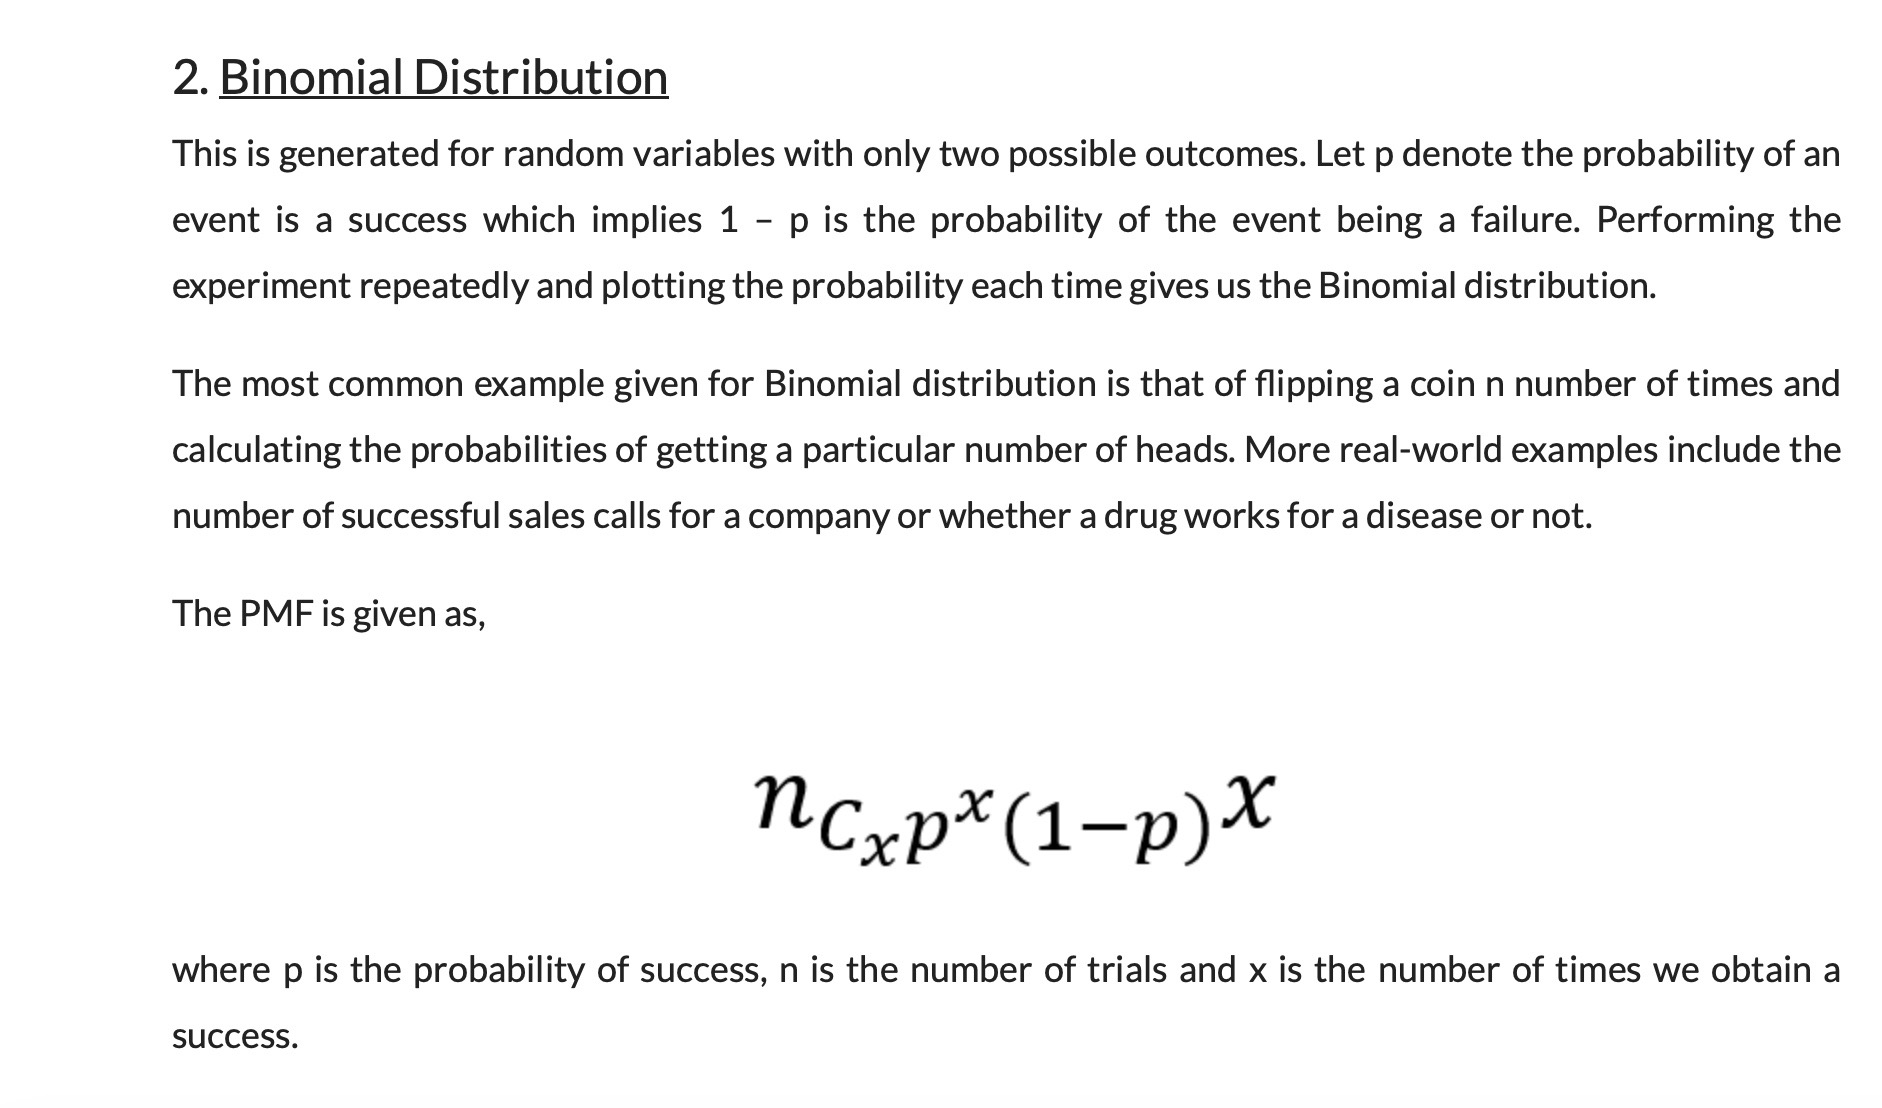 2. Binomial Distribution
This is generated for random variables with only two possible outcomes. Let p denote the probability of an
event is a success which implies 1 – p is the probability of the event being a failure. Performing the
experiment repeatedly and plotting the probability each time gives us the Binomial distribution.
The most common example given for Binomial distribution is that of flipping a coin n number of times and
calculating the probabilities of getting a particular number of heads. More real-world examples include the
number of successful sales calls for a company or whether a drug works for a disease or not.
The PMF is given as,
n_{C_x p^x (1−p)} x
where p is the probability of success, n is the number of trials and x is the number of times we obtain a
success.